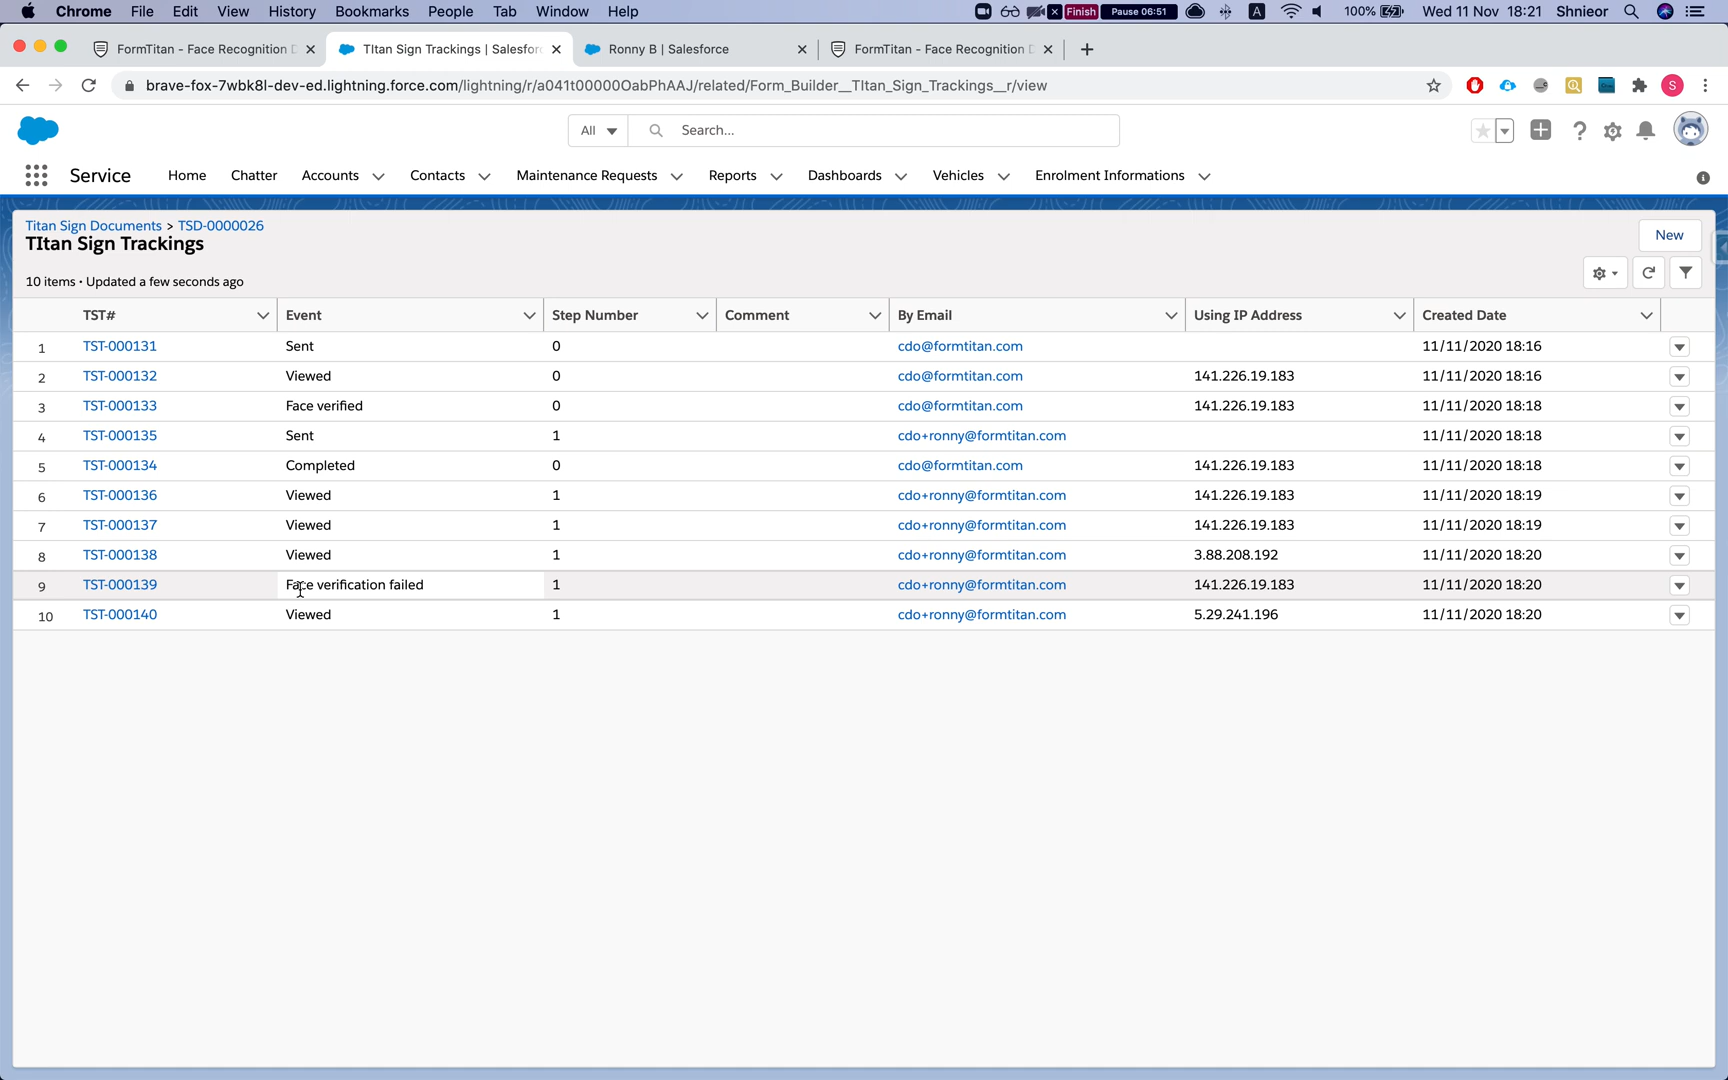 Chrome File Edit View History Bookmarks People Tab Window Help Finish Pause 06:51 A 100% Wed 11 Nov 18:21 Shnieor
FormTitan - Face Recognition D TItan Sign Trackings | Salesfor Ronny B | Salesforce FormTitan - Face Recognition D
brave-fox-7wbk8l-dev-ed.lightning.force.com/lightning/r/a041t00000OabPhAAJ/related/Form_Builder__TItan_Sign_Trackings__r/view S
All Search...
Service Home Chatter Accounts Contacts Maintenance Requests Reports Dashboards Vehicles Enrolment Informations
Titan Sign Documents > TSD-0000026
TItan Sign Trackings
New
10 items • Updated a few seconds ago
TST# Event Step Number Comment By Email Using IP Address Created Date
1 TST-000131 Sent 0 cdo@formtitan.com 11/11/2020 18:16
2 TST-000132 Viewed 0 cdo@formtitan.com 141.226.19.183 11/11/2020 18:16
3 TST-000133 Face verified 0 cdo@formtitan.com 141.226.19.183 11/11/2020 18:18
4 TST-000135 Sent 1 cdo+ronny@formtitan.com 11/11/2020 18:18
5 TST-000134 Completed 0 cdo@formtitan.com 141.226.19.183 11/11/2020 18:18
6 TST-000136 Viewed 1 cdo+ronny@formtitan.com 141.226.19.183 11/11/2020 18:19
7 TST-000137 Viewed 1 cdo+ronny@formtitan.com 141.226.19.183 11/11/2020 18:19
8 TST-000138 Viewed 1 cdo+ronny@formtitan.com 3.88.208.192 11/11/2020 18:20
9 TST-000139 Face verification failed 1 cdo+ronny@formtitan.com 141.226.19.183 11/11/2020 18:20
10 TST-000140 Viewed 1 cdo+ronny@formtitan.com 5.29.241.196 11/11/2020 18:20